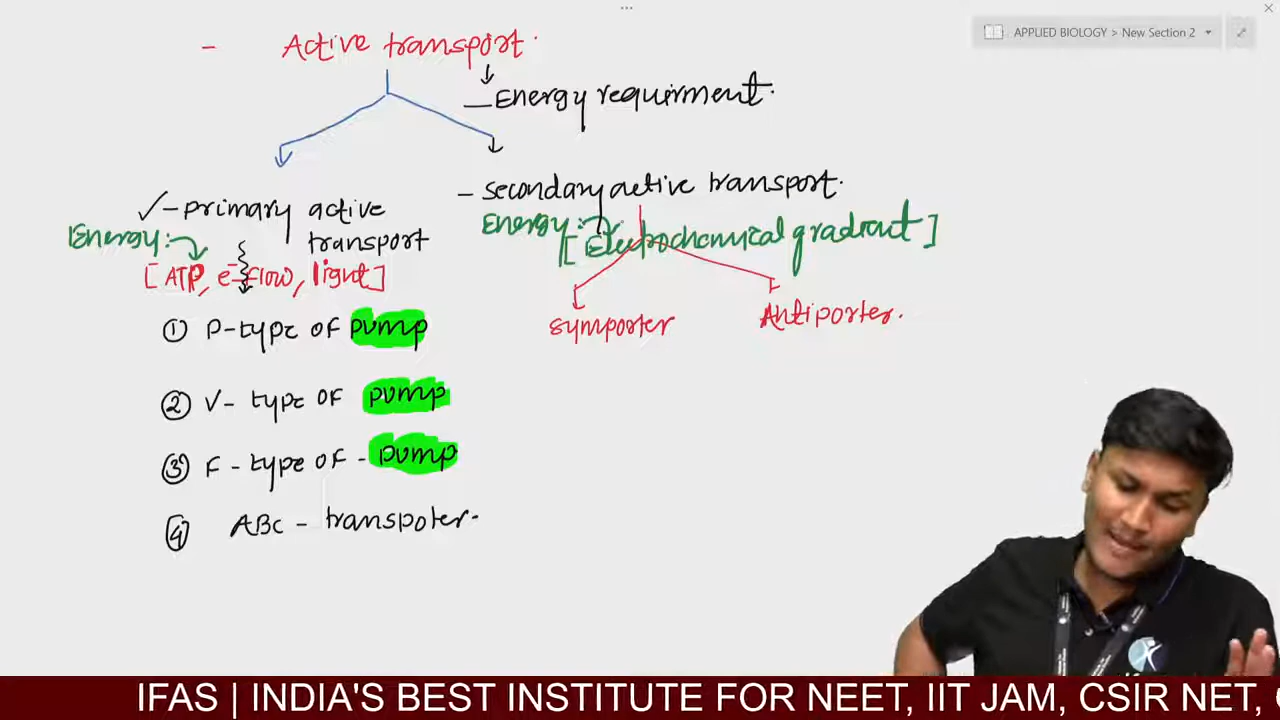 - Active transport.
- Energy requirment.
✓-primary active
transport
Energy:
[ATP, e- flow, light]
① P-type of pump
② V- type of pump
③ F - type of - pump
④ ABC - transpoter.
- secondary active transport.
Energy:
[Electrochemical gradient]
symporter
Antiporter.
APPLIED BIOLOGY > New Section 2
IFAS | INDIA'S BEST INSTITUTE FOR NEET, IIT JAM, CSIR NET,